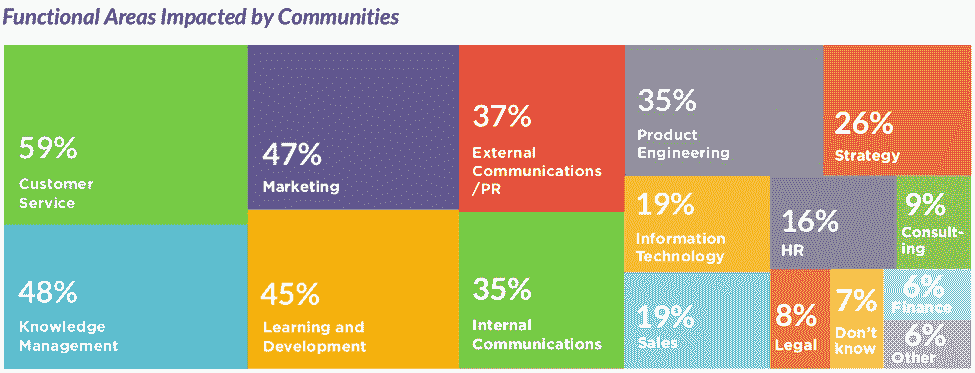 Functional Areas Impacted by Communities
59%
Customer
Service
47%
Marketing
37%
External
Communications
/PR
35%
Product
Engineering
26%
Strategy
19%
Information
Technology
16%
HR
9%
Consult-
ing
48%
Knowledge
Management
45%
Learning and
Development
35%
Internal
Communications
19%
Sales
8%
Legal
7%
Don't
know
6%
Finance
6%
Other